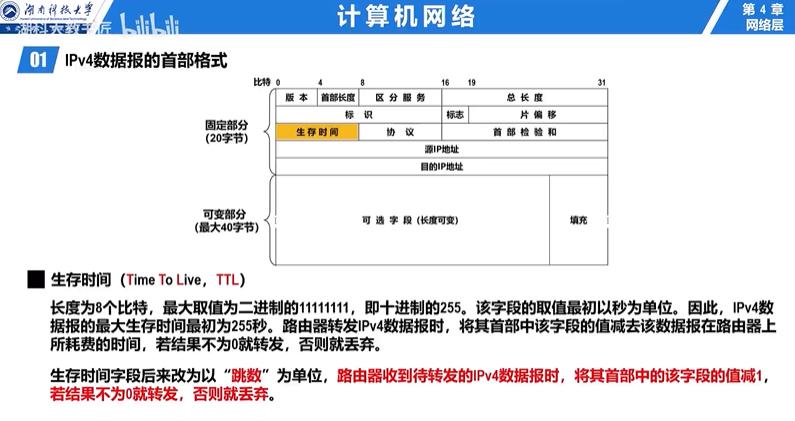 湖南科技大学
湖科大教书匠 bilibili
计算机网络
第 4 章
网络层
01 IPv4数据报的首部格式
比特 0 4 8 16 19 31
版 本 首部长度 区 分 服 务 总 长 度
标 识 标志 片 偏 移
固定部分
(20字节)
生 存 时 间 协 议 首 部 检 验 和
源IP地址
目的IP地址
可变部分
(最大40字节)
可 选 字 段 (长度可变) 填充
生存时间（Time To Live，TTL）
长度为8个比特，最大取值为二进制的11111111，即十进制的255。该字段的取值最初以秒为单位。因此，IPv4数
据报的最大生存时间最初为255秒。路由器转发IPv4数据报时，将其首部中该字段的值减去该数据报在路由器上
所耗费的时间，若结果不为0就转发，否则就丢弃。
生存时间字段后来改为以“跳数”为单位，路由器收到待转发的IPv4数据报时，将其首部中的该字段的值减1，
若结果不为0就转发，否则就丢弃。